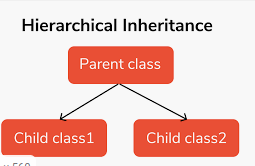 Hierarchical Inheritance
Parent class
Child class1
Child class2